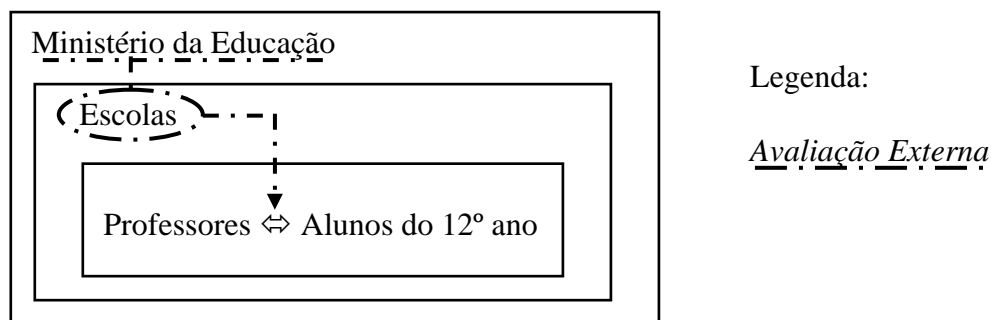 Ministério da Educação
Legenda:
Escolas
Avaliação Externa
Professores ⇔ Alunos do 12º ano